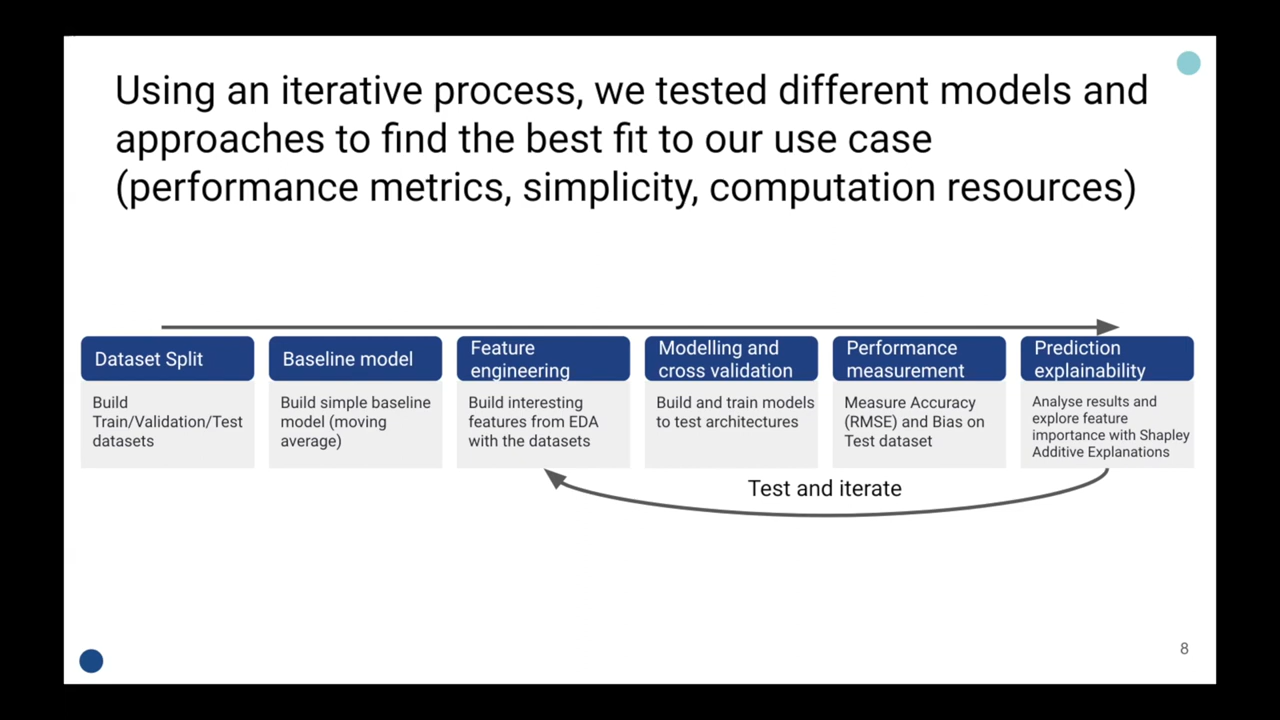 Using an iterative process, we tested different models and
approaches to find the best fit to our use case
(performance metrics, simplicity, computation resources)
Dataset Split
Build
Train/Validation/Test
datasets
Baseline model
Build simple baseline
model (moving
average)
Feature
engineering
Build interesting
features from EDA
with the datasets
Modelling and
cross validation
Build and train models
to test architectures
Performance
measurement
Measure Accuracy
(RMSE) and Bias on
Test dataset
Prediction
explainability
Analyse results and
explore feature
importance with Shapley
Additive Explanations
Test and iterate
8